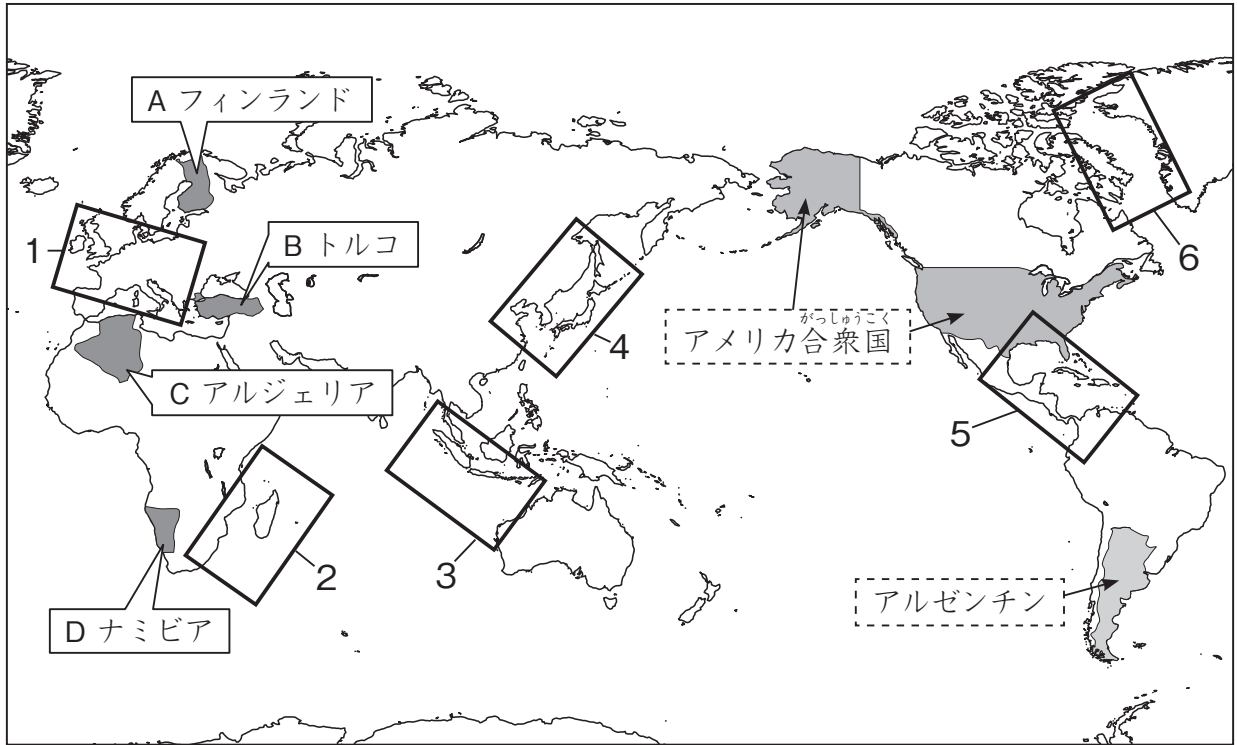 A フィンランド
1
B トルコ
6
4
がっしゅうこく
アメリカ合衆国
C アルジェリア
5
2
3
アルゼンチン
D ナミビア